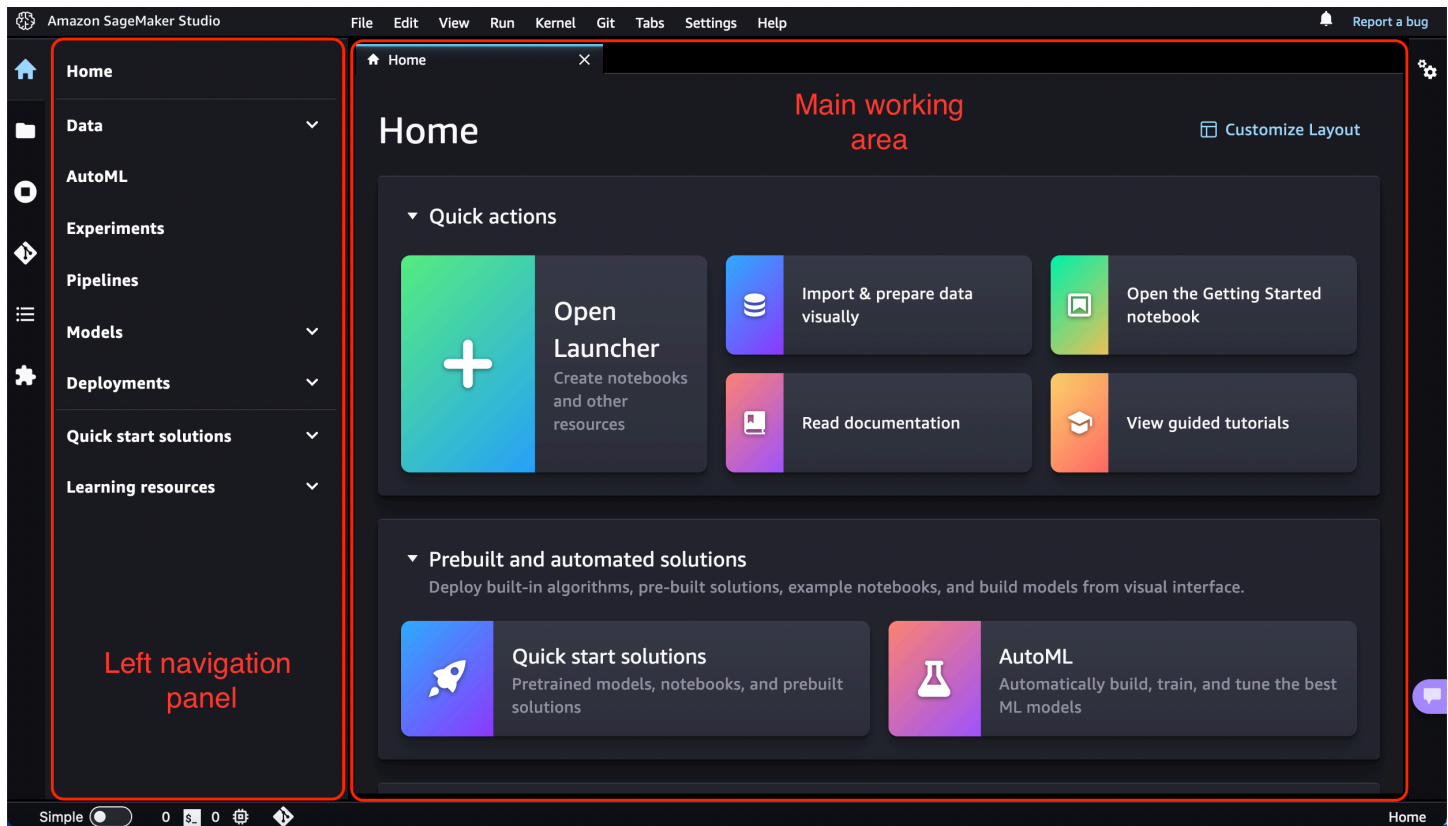 Amazon SageMaker Studio
File Edit View Run Kernel Git Tabs Settings Help
Report a bug
Home
Data
AutoML
Experiments
Pipelines
Models
Deployments
Quick start solutions
Learning resources
Left navigation
panel
Home
Main working
area
Home
Customize Layout
Quick actions
Open
Launcher
Create notebooks
and other
resources
Import & prepare data
visually
Open the Getting Started
notebook
Read documentation
View guided tutorials
Prebuilt and automated solutions
Deploy built-in algorithms, pre-built solutions, example notebooks, and build models from visual interface.
Quick start solutions
Pretrained models, notebooks, and prebuilt
solutions
AutoML
Automatically build, train, and tune the best
ML models
Simple 0 $_ 0
Home